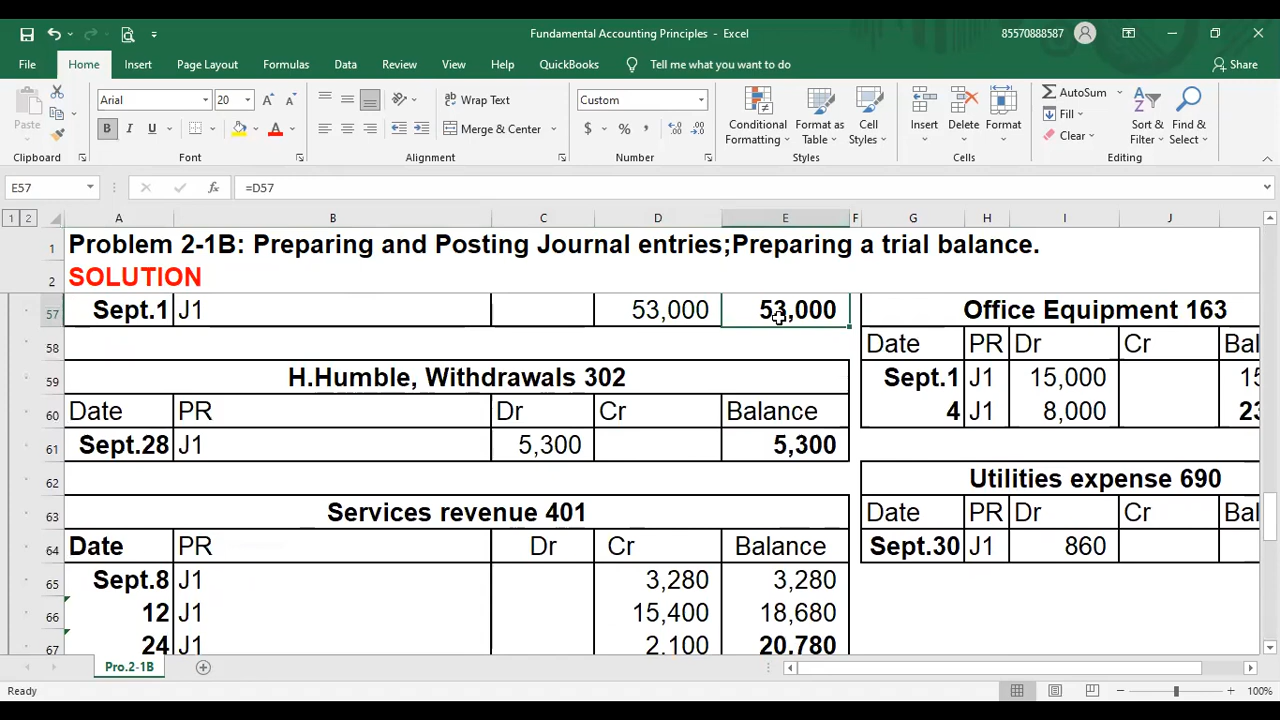 Fundamental Accounting Principles - Excel
85570888587
File Home Insert Page Layout Formulas Data Review View Help QuickBooks Tell me what you want to do Share
Arial 20 Wrap Text Custom AutoSum
Paste B I U Merge & Center $ % , Conditional Formatting Format as Table Cell Styles Insert Delete Format Fill Clear Sort & Filter Find & Select
Clipboard Font Alignment Number Styles Cells Editing
E57 fx =D57
1 2 A B C D E F G H I J
1 Problem 2-1B: Preparing and Posting Journal entries;Preparing a trial balance.
2 SOLUTION
57 Sept.1 J1 53,000 53,000 Office Equipment 163
58 Date PR Dr Cr Bal
59 H.Humble, Withdrawals 302 Sept.1 J1 15,000 15
60 Date PR Dr Cr Balance 4 J1 8,000 23
61 Sept.28 J1 5,300 5,300
62 Utilities expense 690
63 Services revenue 401 Date PR Dr Cr Bal
64 Date PR Dr Cr Balance Sept.30 J1 860
65 Sept.8 J1 3,280 3,280
66 12 J1 15,400 18,680
67 24 J1 2,100 20,780
Pro.2-1B
Ready 100%